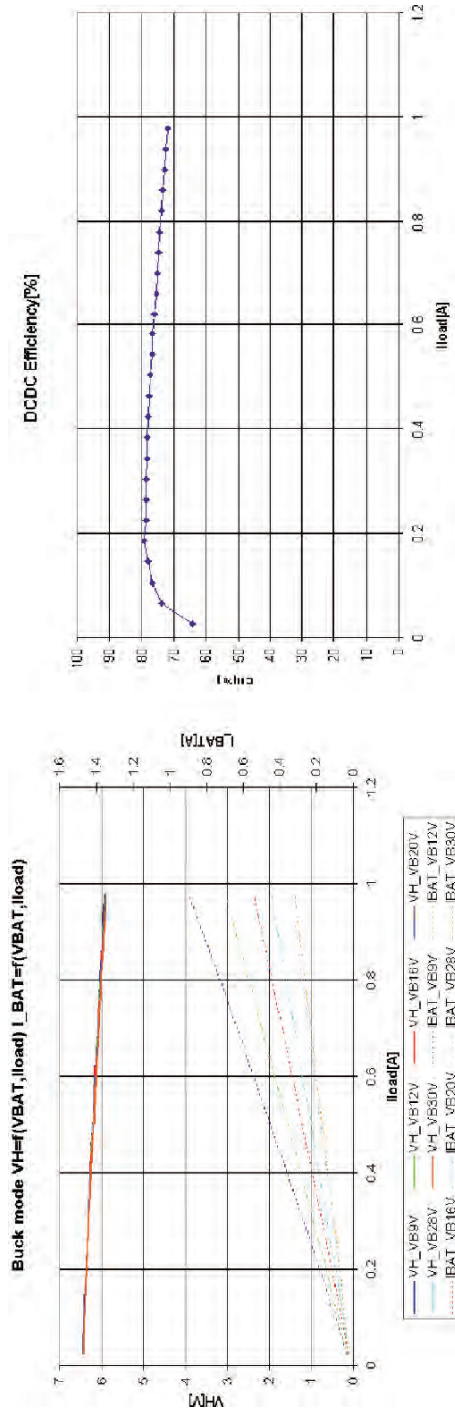 Buck mode VH=f(VBAT,Iload) I_BAT=f(VBAT,Iload)
VH[V]
7
6
5
4
3
2
1
0
0
0.2
0.4
0.6
0.8
1
1.2
Iload[A]
I_BAT[A]
1.6
1.4
1.2
1
0.8
0.6
0.4
0.2
0
VH_VB9V
VH_VB12V
VH_VB16V
VH_VB20V
VH_VB28V
VH_VB30V
IBAT_VB9V
IBAT_VB12V
IBAT_VB16V
IBAT_VB20V
IBAT_VB28V
IBAT_VB30V
DCDC Efficiency[%]
100
90
80
70
60
50
40
30
20
10
0
0
0.2
0.4
0.6
0.8
1
1.2
Iload[A]